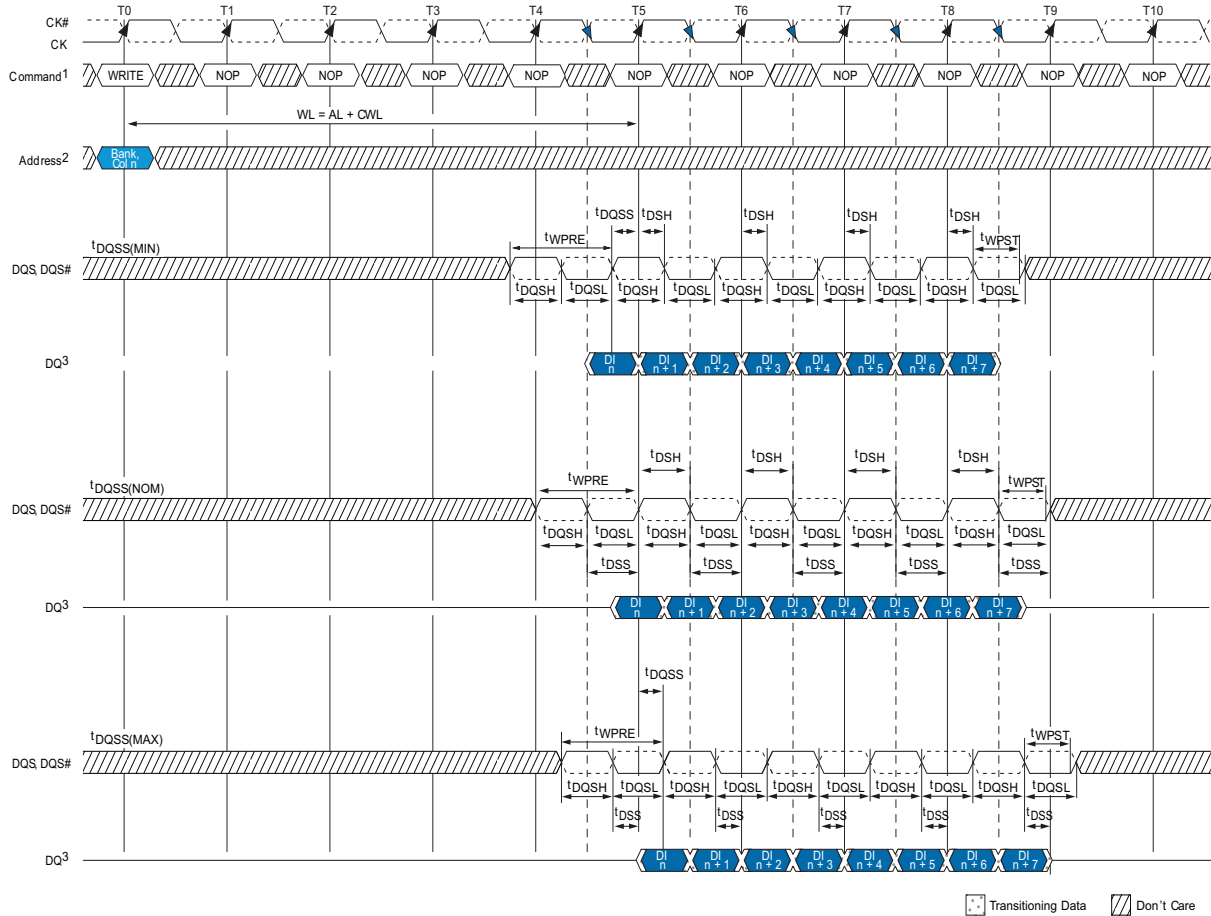 T0 T1 T2 T3 T4 T5 T6 T7 T8 T9 T10
CK#
CK
Command1 WRITE NOP NOP NOP NOP NOP NOP NOP NOP NOP NOP
WL = AL + CWL
Address2 Bank, Col n
tDQSS tDSH tDSH tDSH tDSH
tDQSS(MIN) tWPRE tWPST
DQS, DQS#
tDQSH tDQSL tDQSH tDQSL tDQSH tDQSL tDQSH tDQSL tDQSH tDQSL
DQ3 DI n DI n + 1 DI n + 2 DI n + 3 DI n + 4 DI n + 5 DI n + 6 DI n + 7
tDSH tDSH tDSH tDSH
tDQSS(NOM) tWPRE tWPST
DQS, DQS#
tDQSH tDQSL tDQSH tDQSL tDQSH tDQSL tDQSH tDQSL tDQSH tDQSL
tDSS tDSS tDSS tDSS tDSS
DQ3 DI n DI n + 1 DI n + 2 DI n + 3 DI n + 4 DI n + 5 DI n + 6 DI n + 7
tDQSS
tDQSS(MAX) tWPRE tWPST
DQS, DQS#
tDQSH tDQSL tDQSH tDQSL tDQSH tDQSL tDQSH tDQSL tDQSH tDQSL
tDSS tDSS tDSS tDSS tDSS
DQ3 DI n DI n + 1 DI n + 2 DI n + 3 DI n + 4 DI n + 5 DI n + 6 DI n + 7
Transitioning Data Don't Care